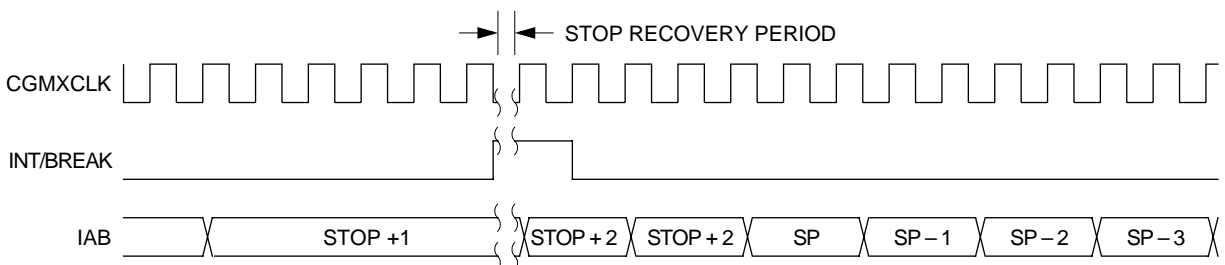 STOP RECOVERY PERIOD
CGMXCLK
INT/BREAK
IAB STOP +1 STOP + 2 STOP + 2 SP SP – 1 SP – 2 SP – 3